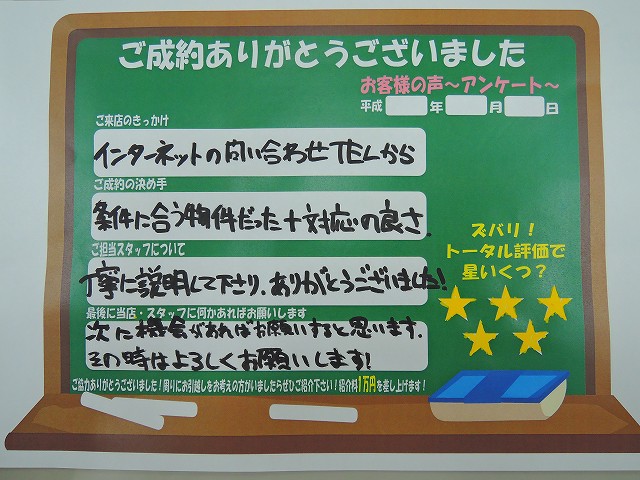 ご成約ありがとうございました
お客様の声～アンケート～
平成 年 月 日
ご来店のきっかけ
インターネットの問い合わせTELから
ご成約の決め手
条件に合う物件だった+対応の良さ
ご担当スタッフについて
丁寧に説明して下さり、ありがとうございました!
最後に当店・スタッフに何かあればお願いします
次に機会があればお願いすると思います。
その時はよろしくお願いします!
ズバリ!
トータル評価で
星いくつ?
ご協力ありがとうございました!周りにお引越しをお考えの方がいましたらぜひご紹介下さい!紹介料1万円を差し上げます!